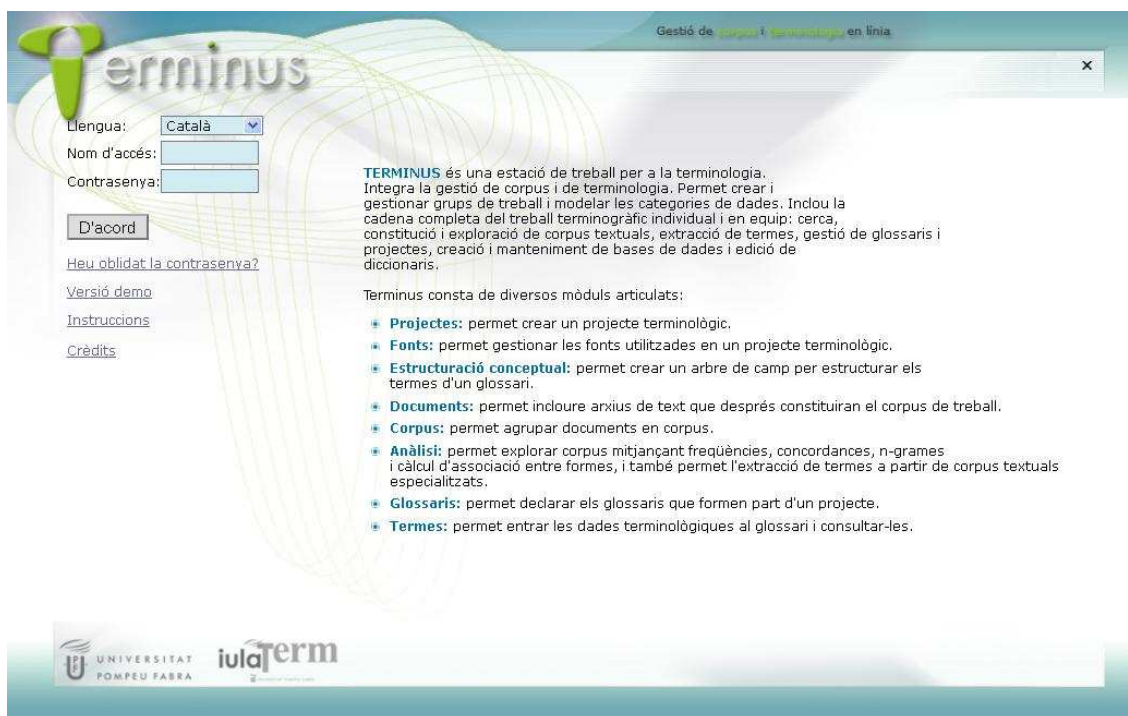 Gestió de corpus i terminologia en línia
Terminus
x
Llengua: Català
Nom d'accés:
Contrasenya:
D'acord
Heu oblidat la contrasenya?
Versió demo
Instruccions
Crèdits
TERMINUS és una estació de treball per a la terminologia.
Integra la gestió de corpus i de terminologia. Permet crear i
gestionar grups de treball i modelar les categories de dades. Inclou la
cadena completa del treball terminogràfic individual i en equip: cerca,
constitució i exploració de corpus textuals, extracció de termes, gestió de glossaris i
projectes, creació i manteniment de bases de dades i edició de
diccionaris.
Terminus consta de diversos mòduls articulats:
Projectes: permet crear un projecte terminològic.
Fonts: permet gestionar les fonts utilitzades en un projecte terminològic.
Estructuració conceptual: permet crear un arbre de camp per estructurar els
termes d'un glossari.
Documents: permet incloure arxius de text que després constituiran el corpus de treball.
Corpus: permet agrupar documents en corpus.
Anàlisi: permet explorar corpus mitjançant freqüències, concordances, n-grames
i càlcul d'associació entre formes, i també permet l'extracció de termes a partir de corpus textuals
especialitzats.
Glossaris: permet declarar els glossaris que formen part d'un projecte.
Termes: permet entrar les dades terminològiques al glossari i consultar-les.
UNIVERSITAT
POMPEU FABRA
iulaTerm